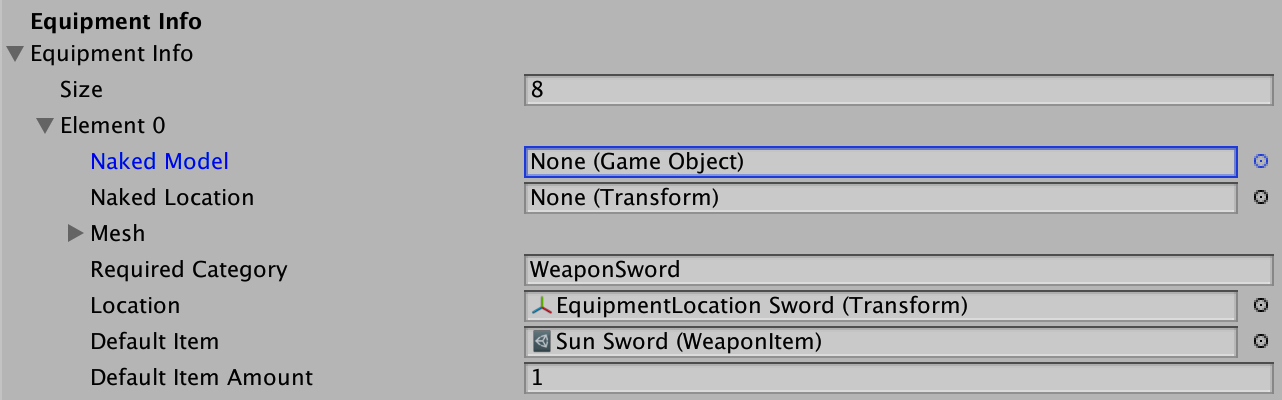 Equipment Info
Equipment Info
Size 8
Element 0
Naked Model None (Game Object)
Naked Location None (Transform)
Mesh
Required Category WeaponSword
Location EquipmentLocation Sword (Transform)
Default Item Sun Sword (WeaponItem)
Default Item Amount 1